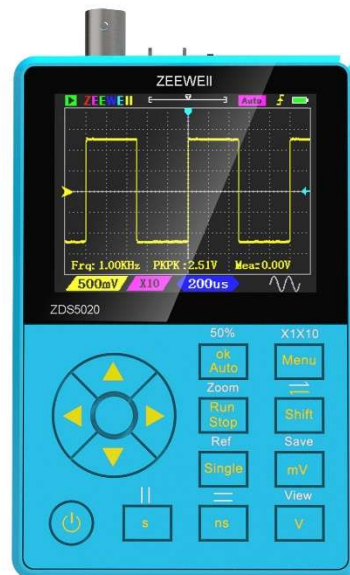 ZEEWEII
ZEEWEII Auto
Frq: 1.00KHz PKPK: 2.51V Mea: 0.00V
500mV X10 200us
ZDS5020
50% X1X10
ok Auto Menu
Zoom
Run Stop Shift
Ref Save
Single mV
View
s ns V